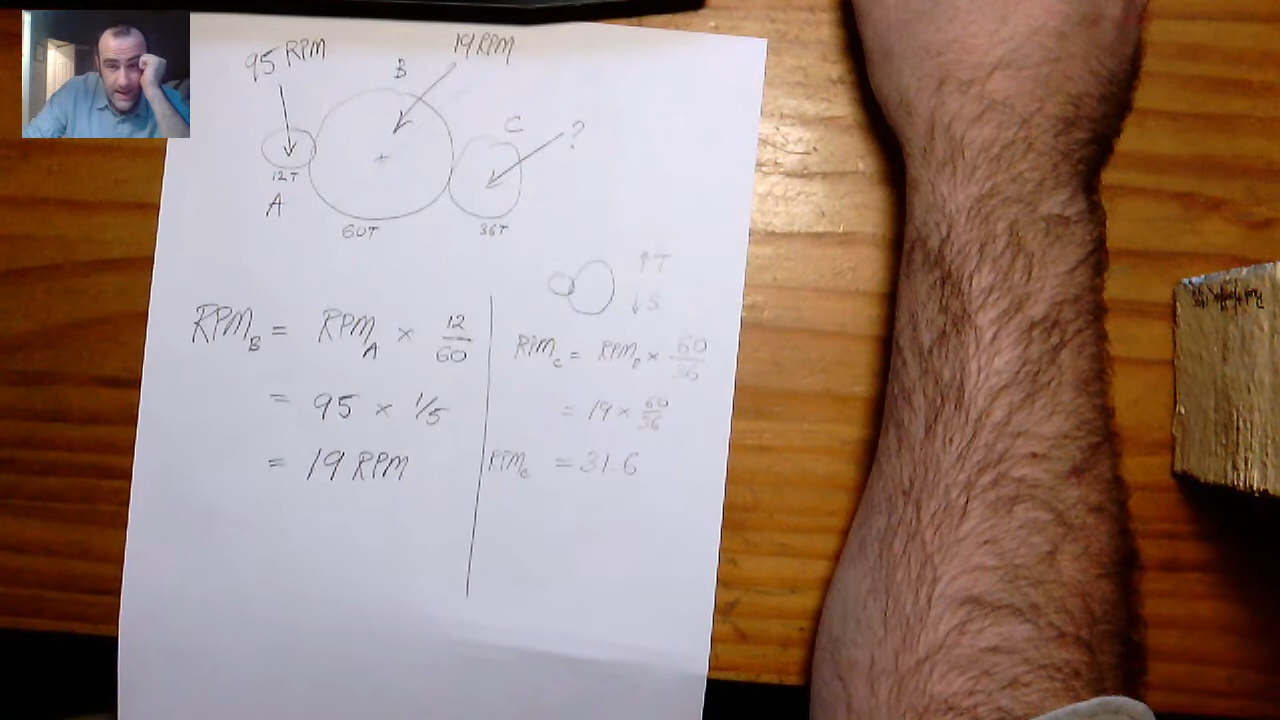 95 RPM
19 RPM
B
C
?
12T
A
60T
36T
↑T
↓S
RPM_B = RPM_A × 12/60
= 95 × 1/5
= 19 RPM
RPM_C = RPM_B × 60/36
= 19 × 60/36
RPM_C = 31.6